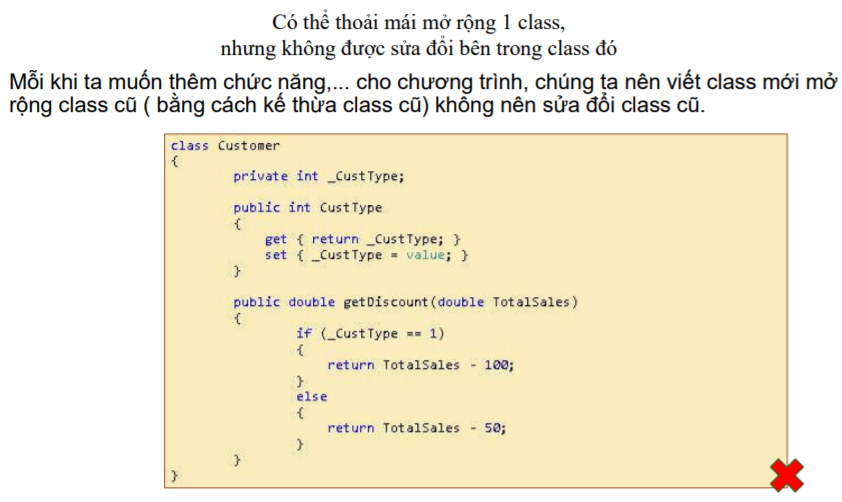 Có thể thoải mái mở rộng 1 class,
nhưng không được sửa đổi bên trong class đó
Mỗi khi ta muốn thêm chức năng,... cho chương trình, chúng ta nên viết class mới mở
rộng class cũ ( bằng cách kế thừa class cũ) không nên sửa đổi class cũ.
class Customer
{
private int _CustType;
public int CustType
{
get { return _CustType; }
set { _CustType = value; }
}
public double getDiscount(double TotalSales)
{
if (_CustType == 1)
{
return TotalSales - 100;
}
else
{
return TotalSales - 50;
}
}
}